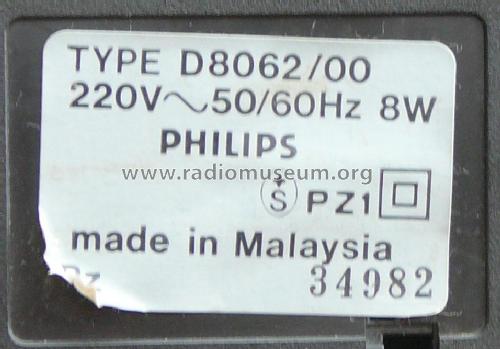 TYPE D8062/00
220V~50/60Hz 8W
PHILIPS
www.radiomuseum.org
S PZ1
made in Malaysia
34982